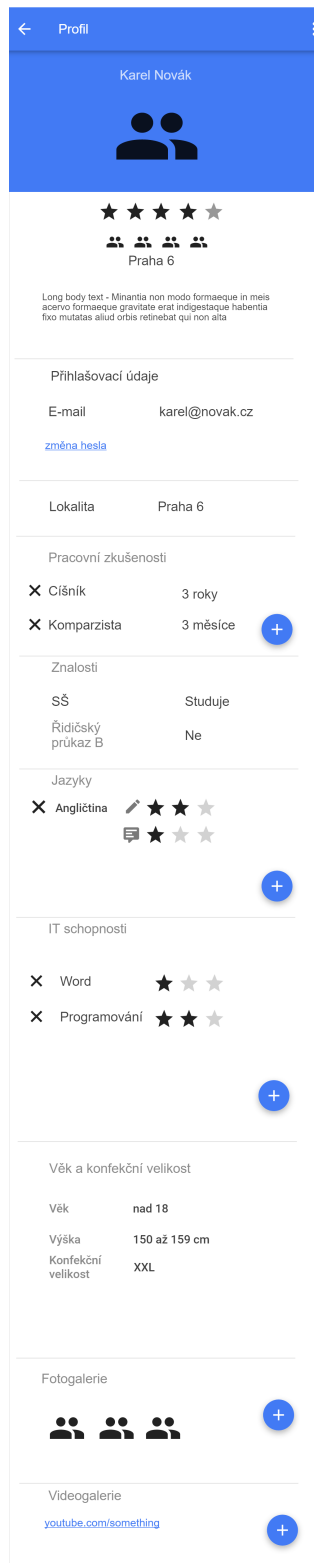 Profil
Karel Novák
Praha 6
Long body text - Minantia non modo formaeque in meis
acervo formaeque gravitate erat indigestaque habentia
fixo mutatas aliud orbis retinebat qui non alta
Přihlašovací údaje
E-mail karel@novak.cz
změna hesla
Lokalita Praha 6
Pracovní zkušenosti
Číšník 3 roky
Komparzista 3 měsíce
Znalosti
SŠ Studuje
Řidičský
průkaz B Ne
Jazyky
Angličtina
IT schopnosti
Word
Programování
Věk a konfekční velikost
Věk nad 18
Výška 150 až 159 cm
Konfekční
velikost XXL
Fotogalerie
Videogalerie
youtube.com/something